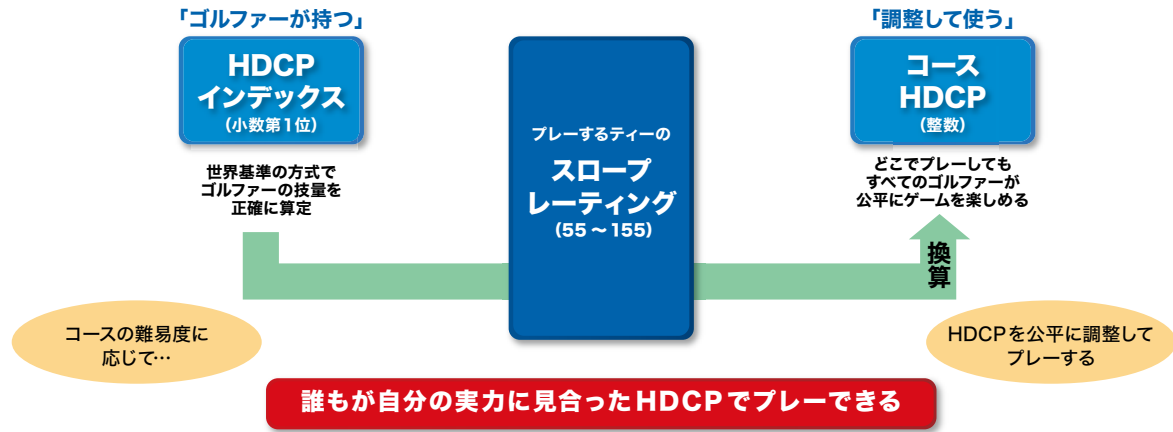 「ゴルファーが持つ」
HDCP
インデックス
(小数第1位)
世界基準の方式で
ゴルファーの技量を
正確に算定
プレーするティーの
スロープ
レーティング
(55～155)
「調整して使う」
コース
HDCP
(整数)
どこでプレーしても
すべてのゴルファーが
公平にゲームを楽しめる
換算
コースの難易度に
応じて…
HDCPを公平に調整して
プレーする
誰もが自分の実力に見合ったHDCPでプレーできる